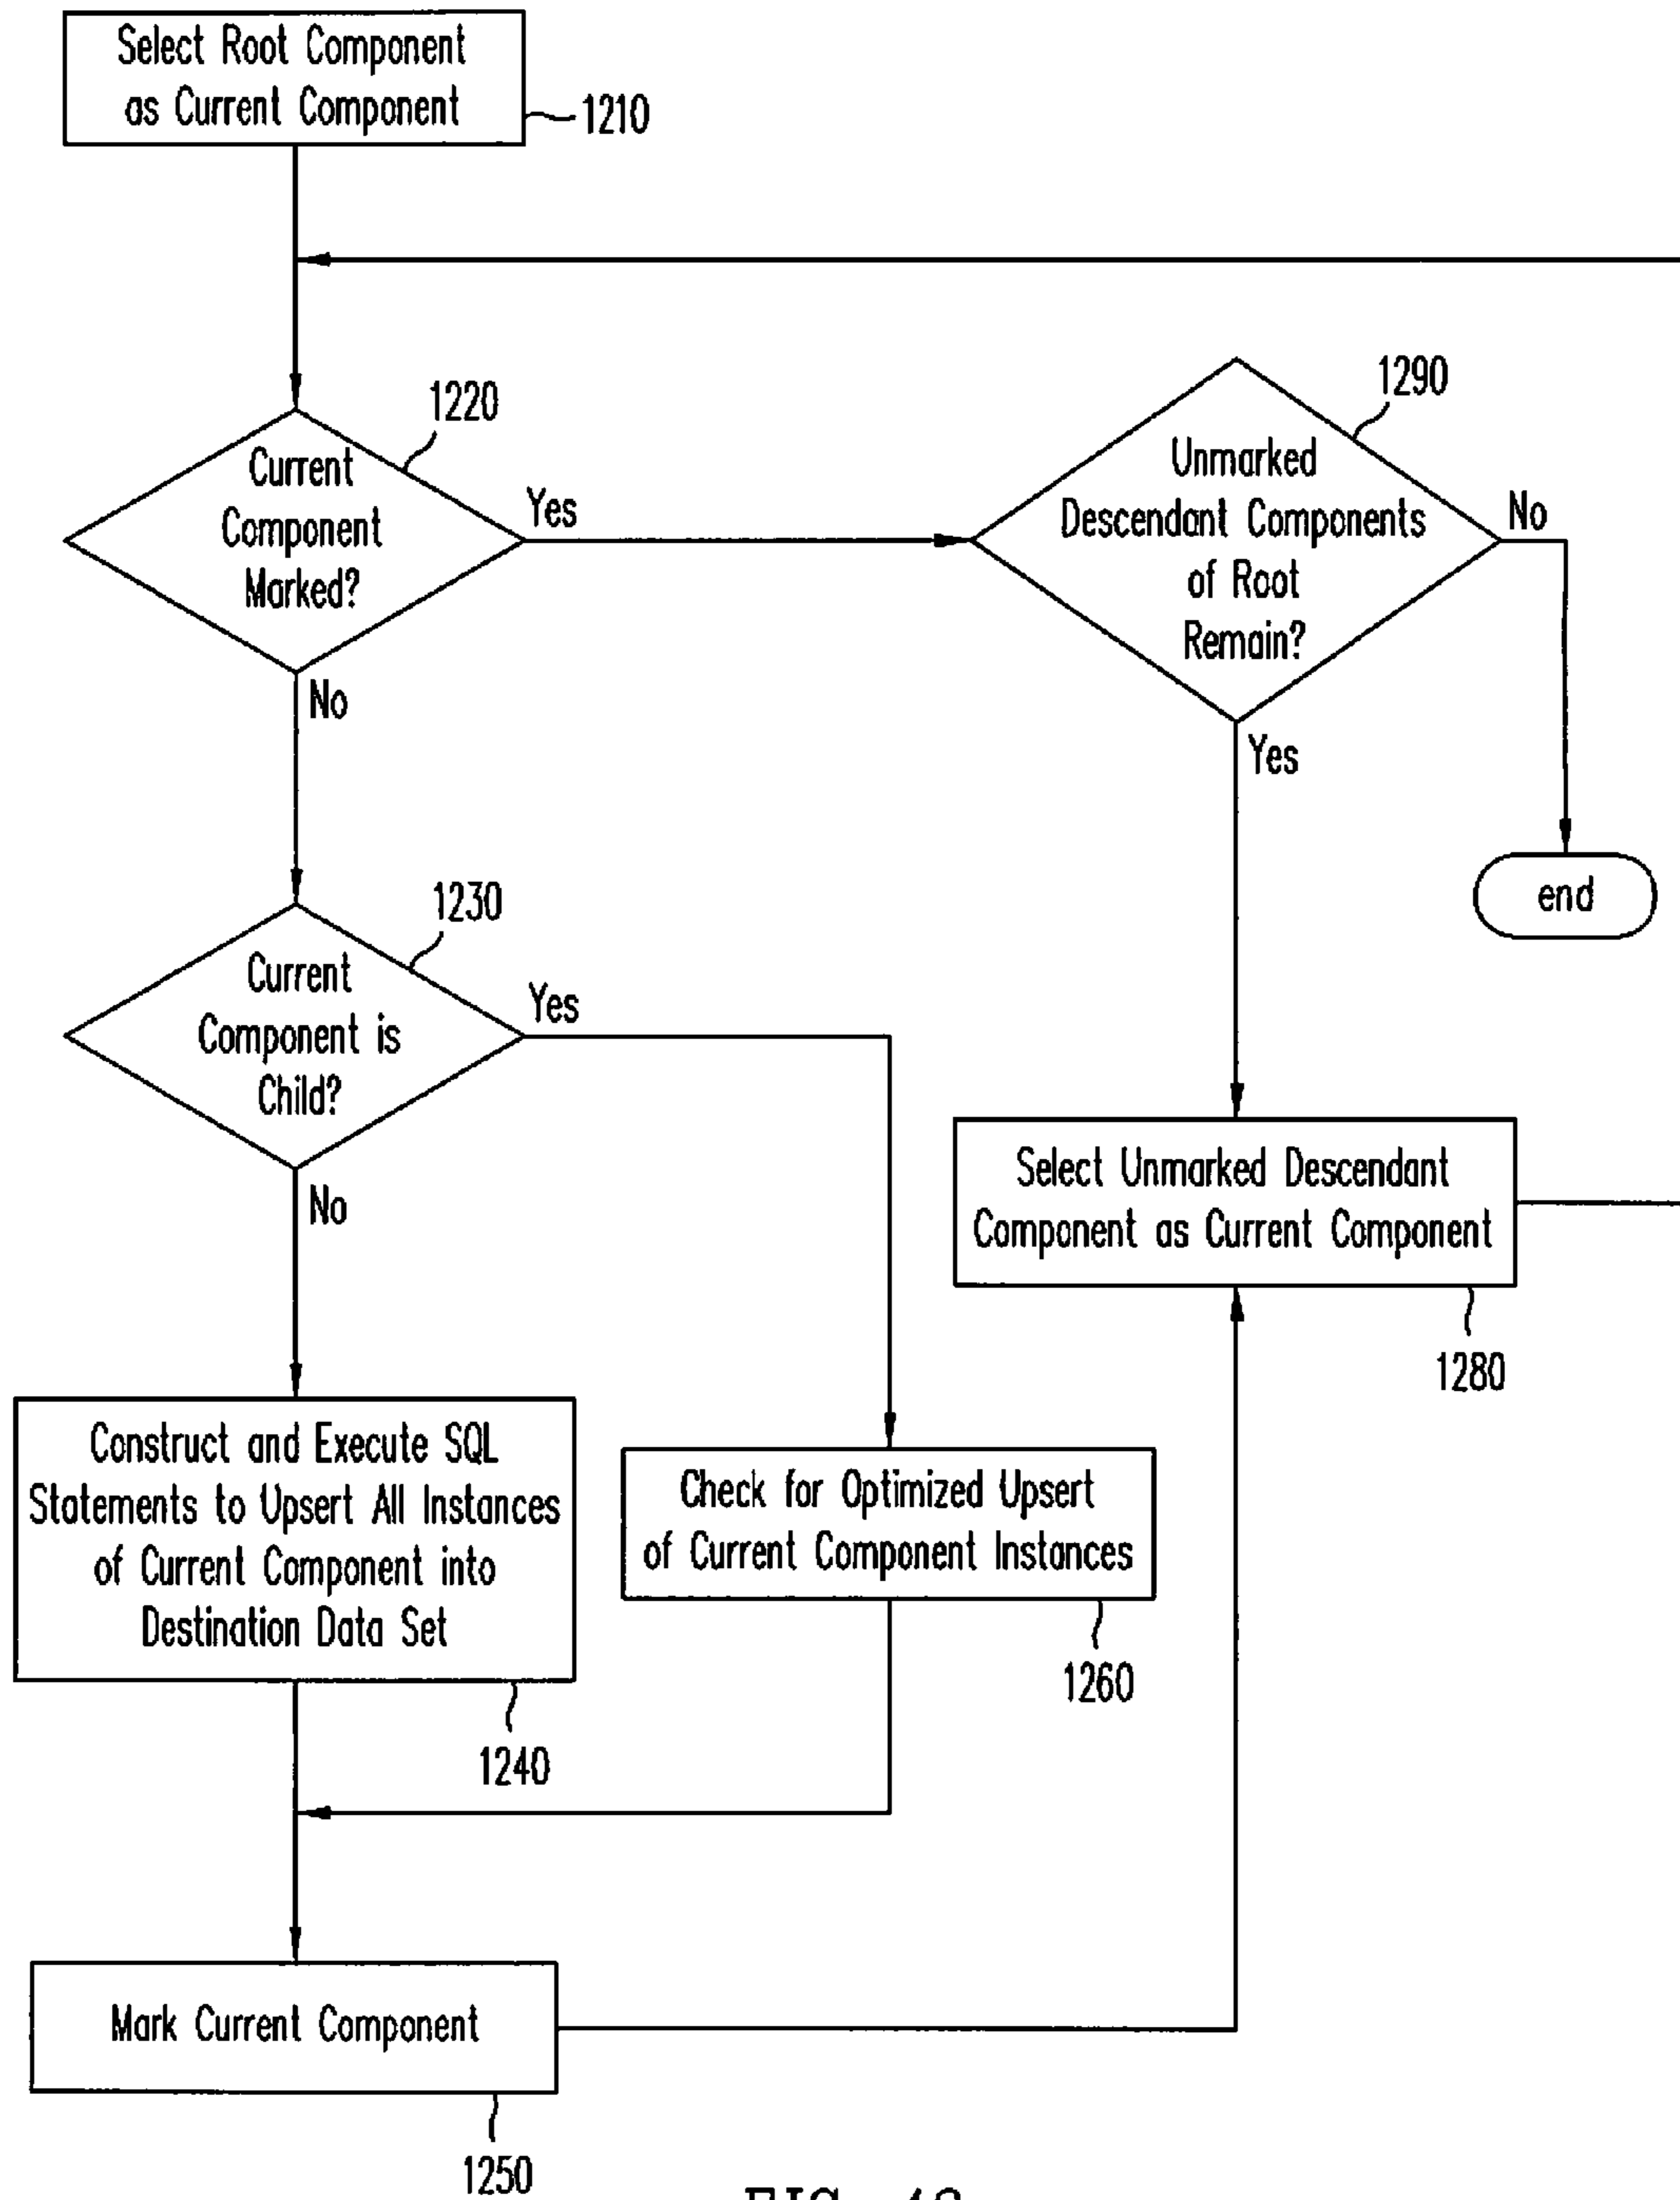 Select Root Component
as Current Component
1210
1220
Current
Component
Marked?
Yes
No
1290
Unmarked
Descendant Components
of Root
Remain?
No
Yes
end
1230
Current
Component is
Child?
Yes
No
Select Unmarked Descendant
Component as Current Component
1280
Construct and Execute SQL
Statements to Upsert All Instances
of Current Component into
Destination Data Set
1240
Check for Optimized Upsert
of Current Component Instances
1260
Mark Current Component
1250
FIG.